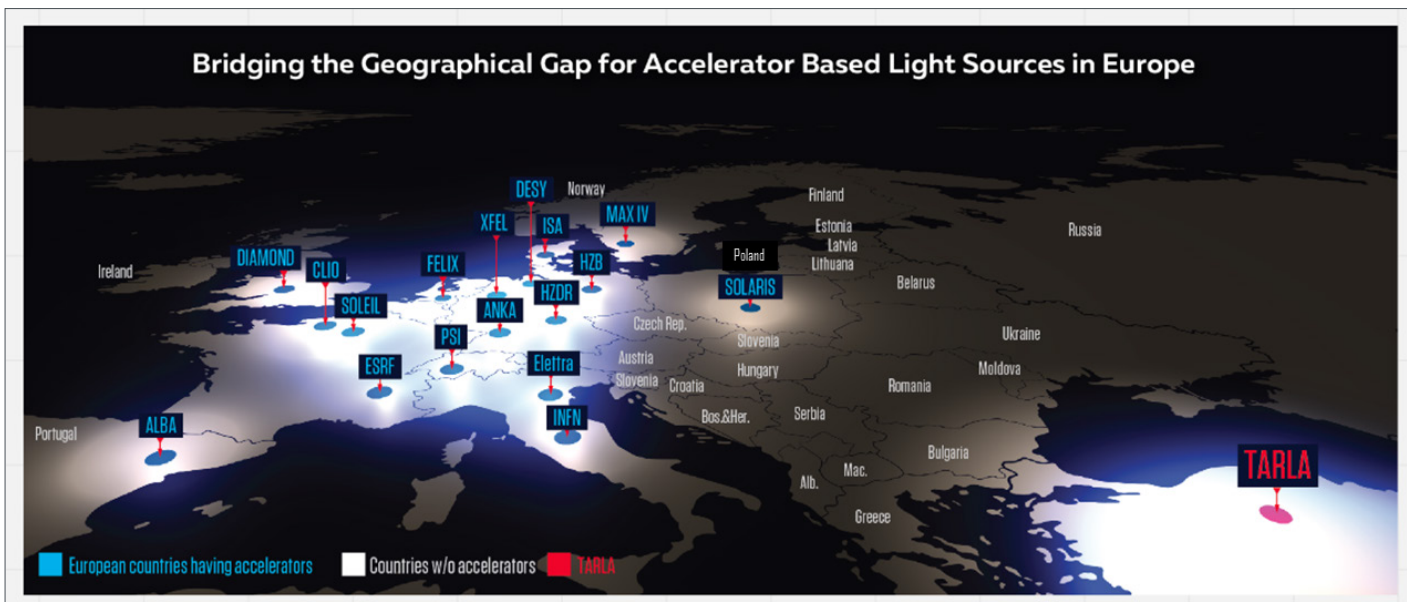 Bridging the Geographical Gap for Accelerator Based Light Sources in Europe
DESY
Norway
Finland
XFEL
ISA
MAX IV
Estonia
Russia
Latvia
Poland
Lithuana
DIAMOND
CLIO
FELIX
HZB
Ireland
Belarus
SOLARIS
HZDR
SOLEIL
ANKA
Czech Rep.
PSI
Slovenia
Ukraine
Austria
ESRF
Elettra
Hungary
Moldova
Slovenia
Croatia
Romania
ALBA
INFN
Bos.&Her.
Serbia
Portugal
Bulgaria
TARLA
Mac.
Alb.
Greece
European countries having accelerators
Countries w/o accelerators
TARLA